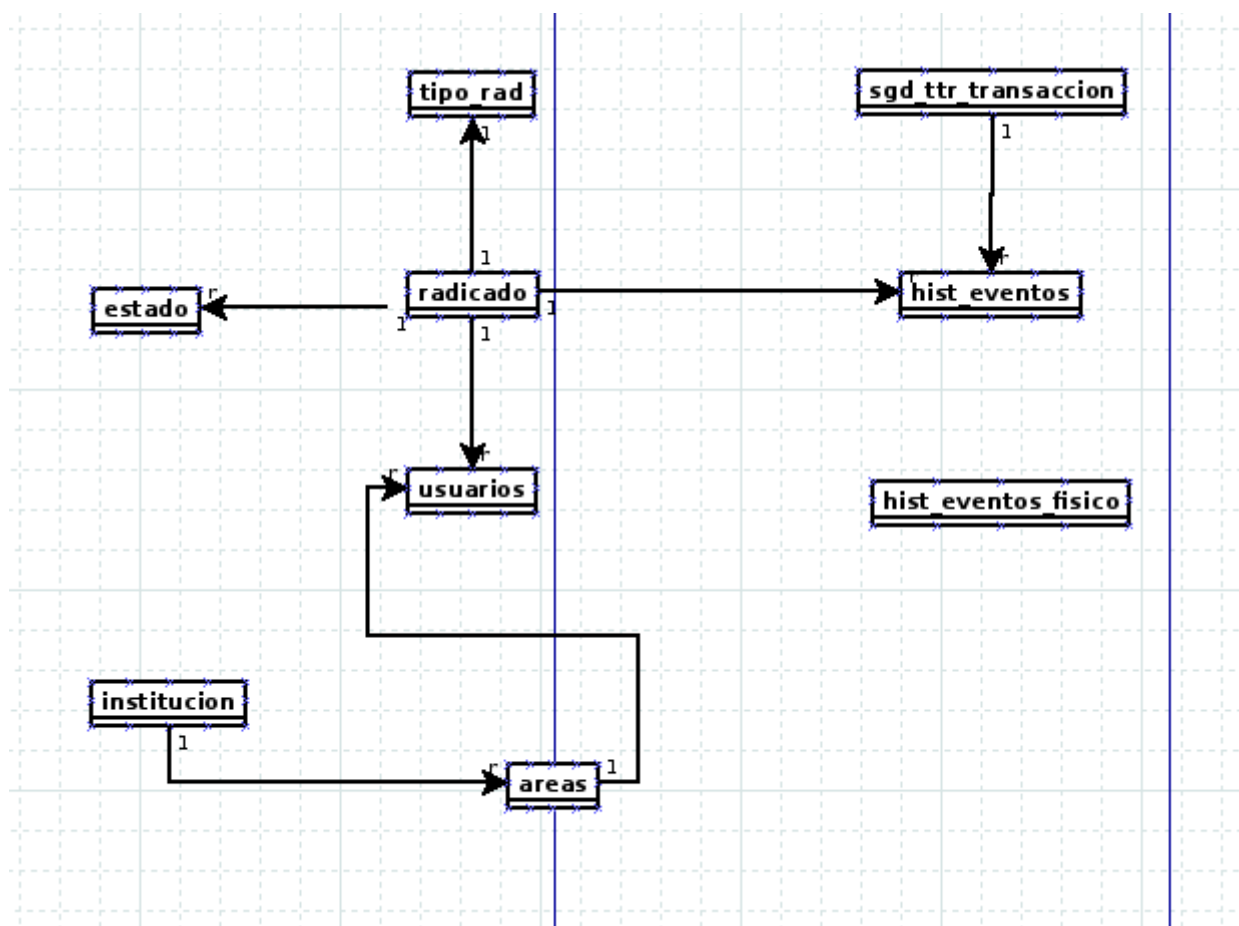 tipo_rad
sgd_ttr_transaccion
1
1
1
r
r
estado
radicado
r
hist_eventos
1
1
1
r
r
usuarios
hist_eventos_fisico
institucion
1
r
1
areas